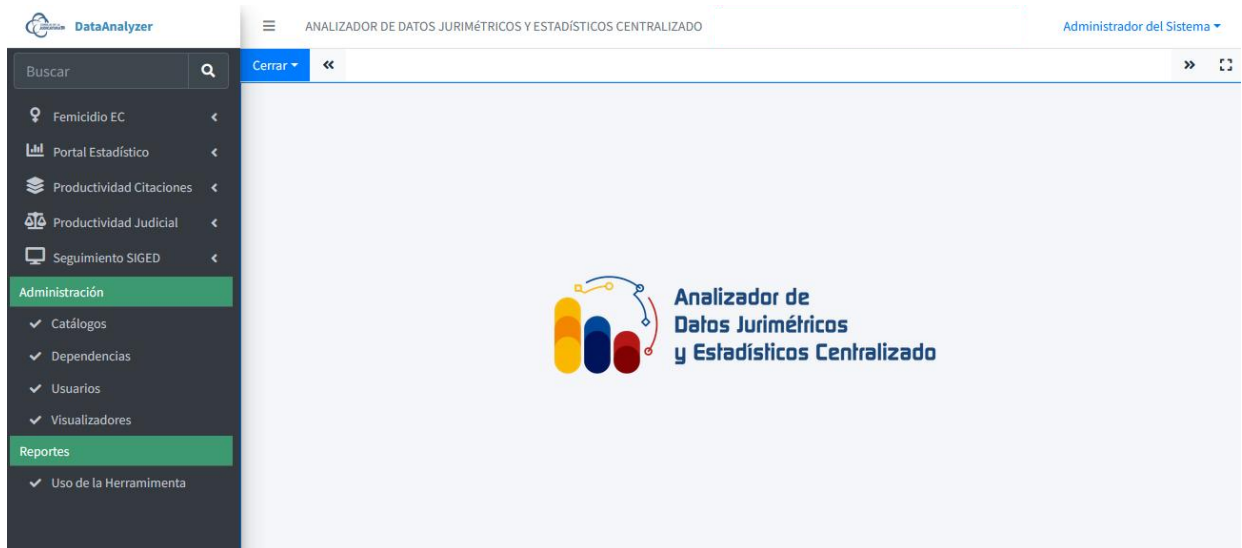 DataAnalyzer
ANALIZADOR DE DATOS JURIMÉTRICOS Y ESTADÍSTICOS CENTRALIZADO
Administrador del Sistema
Buscar
Cerrar
Femicidio EC
Portal Estadístico
Productividad Citaciones
Productividad Judicial
Seguimiento SIGED
Administración
Catálogos
Dependencias
Usuarios
Visualizadores
Reportes
Uso de la Herramimenta
Analizador de
Datos Jurimétricos
y Estadísticos Centralizado